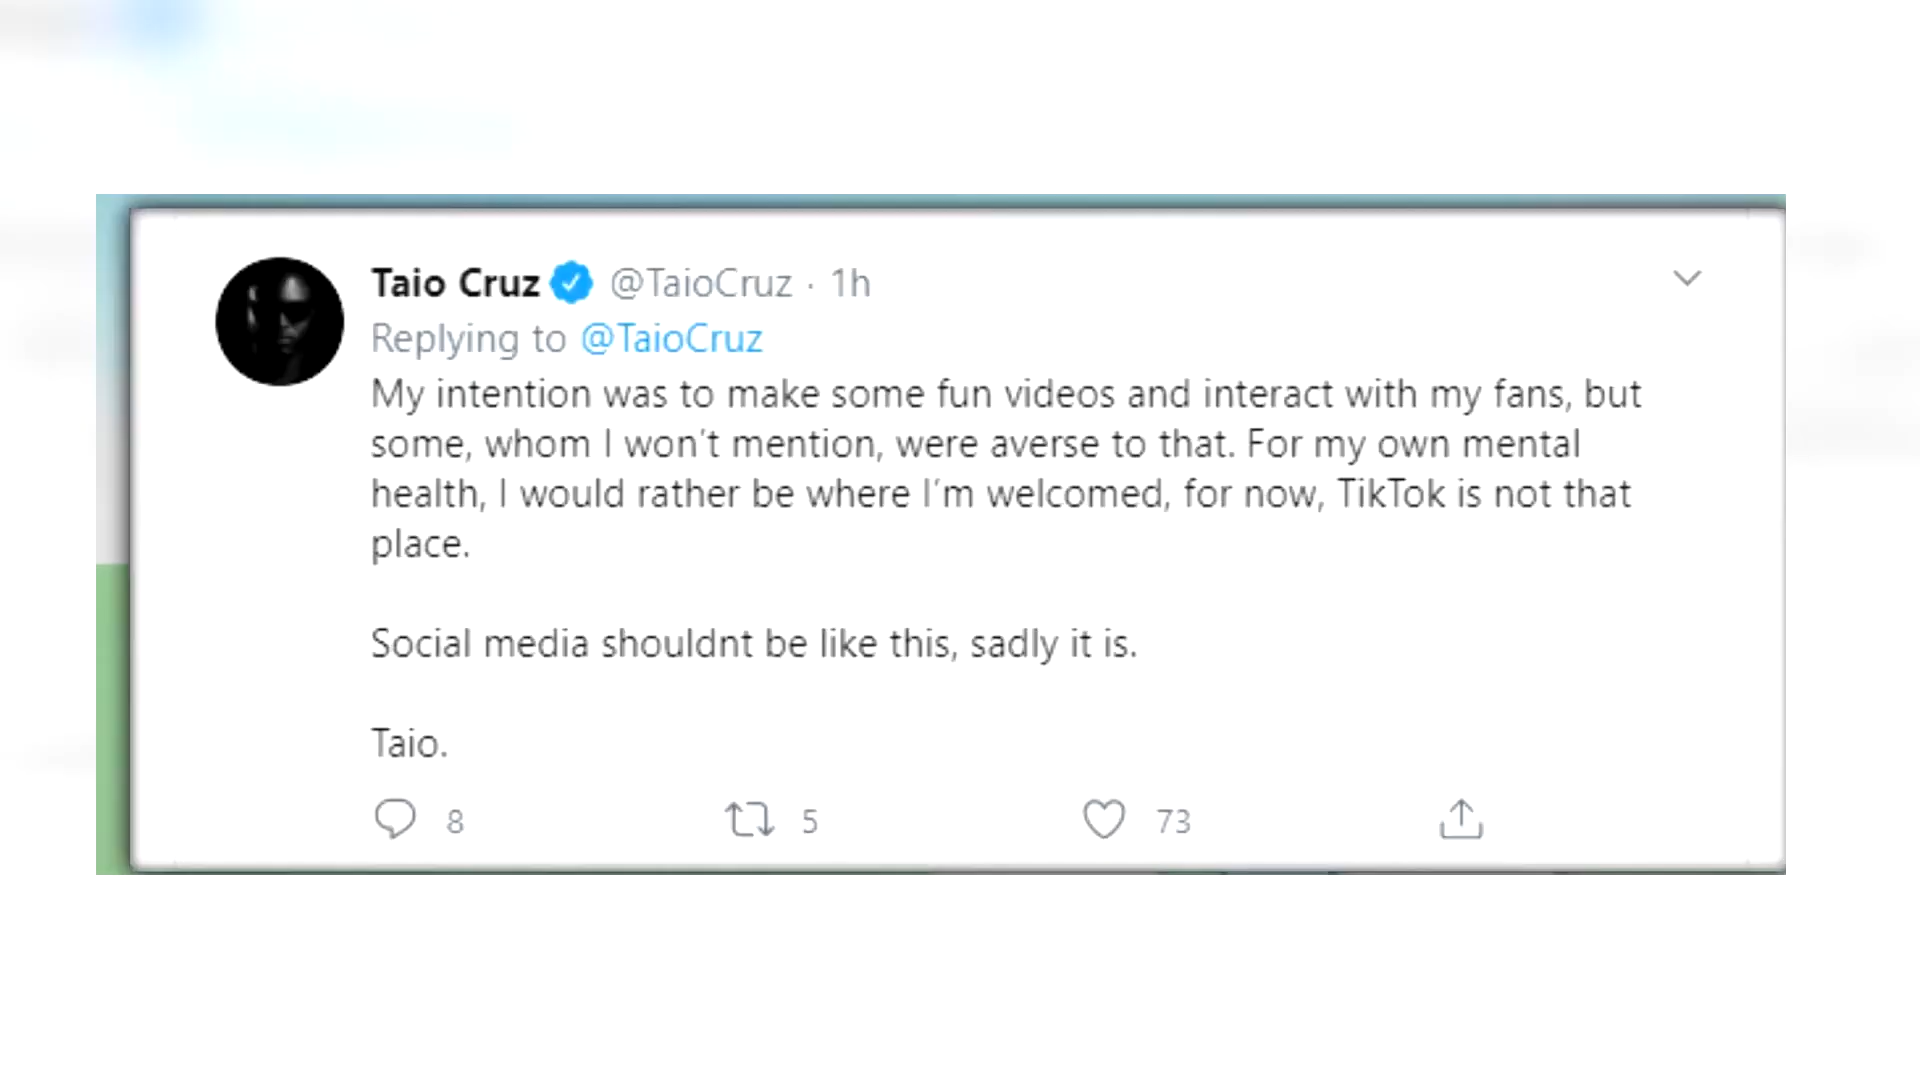 Taio Cruz @TaioCruz · 1h
Replying to @TaioCruz
My intention was to make some fun videos and interact with my fans, but
some, whom I won't mention, were averse to that. For my own mental
health, I would rather be where I'm welcomed, for now, TikTok is not that
place.
Social media shouldnt be like this, sadly it is.
Taio.
8 5 73